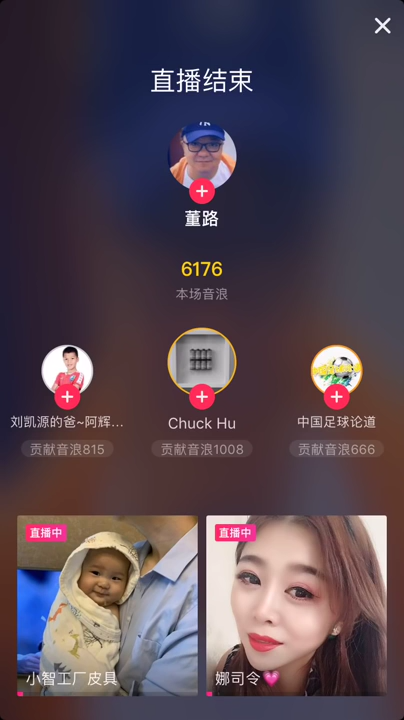 直播结束
董路
6176
本场音浪
刘凯源的爸~阿辉...
Chuck Hu
中国足球论道
贡献音浪815
贡献音浪1008
贡献音浪666
直播中
直播中
小智工厂皮具
娜司令💗